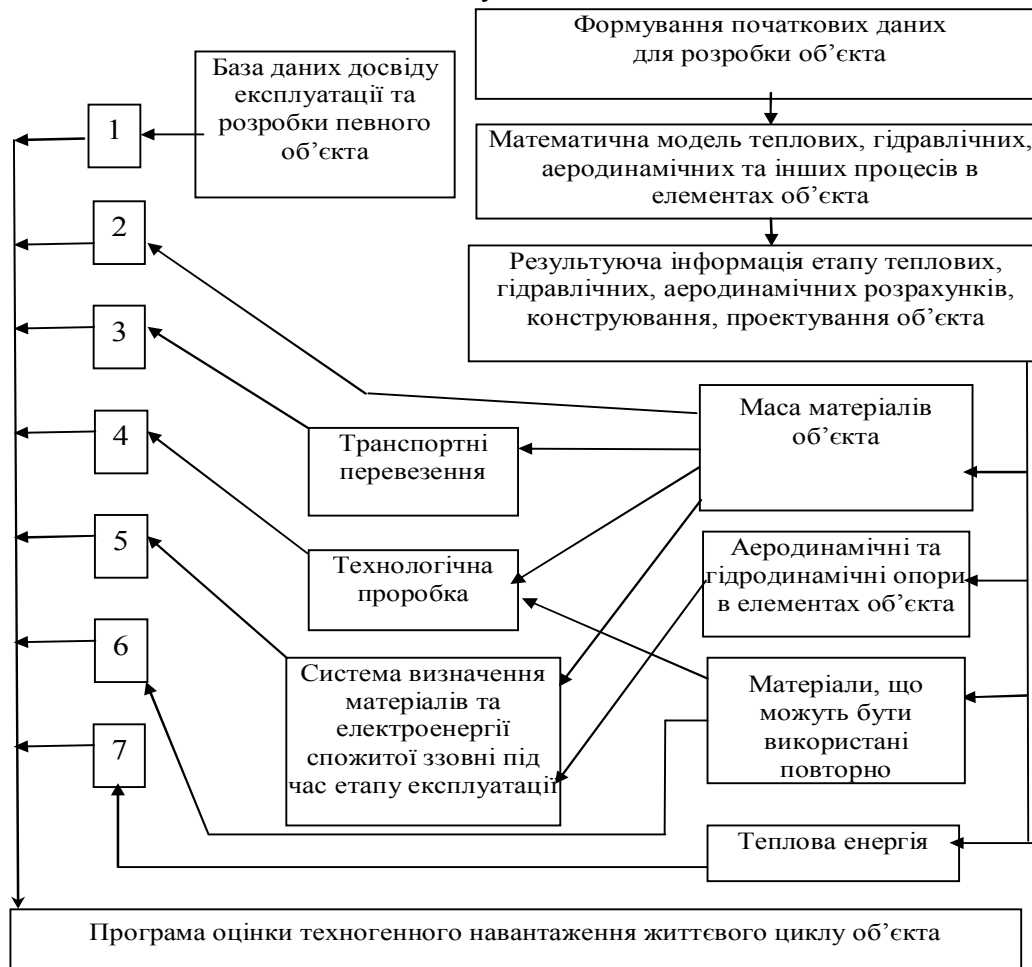 Формування початкових даних
для розробки об’єкта
База даних досвіду
експлуатації та
розробки певного
об’єкта
1
Математична модель теплових, гідравлічних,
аеродинамічних та інших процесів в
елементах об’єкта
2
Результуюча інформація етапу теплових,
гідравлічних, аеродинамічних розрахунків,
конструювання, проектування об’єкта
3
Маса матеріалів
об’єкта
4
Транспортні
перевезення
5
Аеродинамічні та
гідродинамічні опори
в елементах об’єкта
Технологічна
проробка
6
Система визначення
матеріалів та
електроенергії
спожитої ззовні під
час етапу експлуатації
Матеріали, що
можуть бути
використані
повторно
7
Теплова енергія
Програма оцінки техногенного навантаження життєвого циклу об’єкта